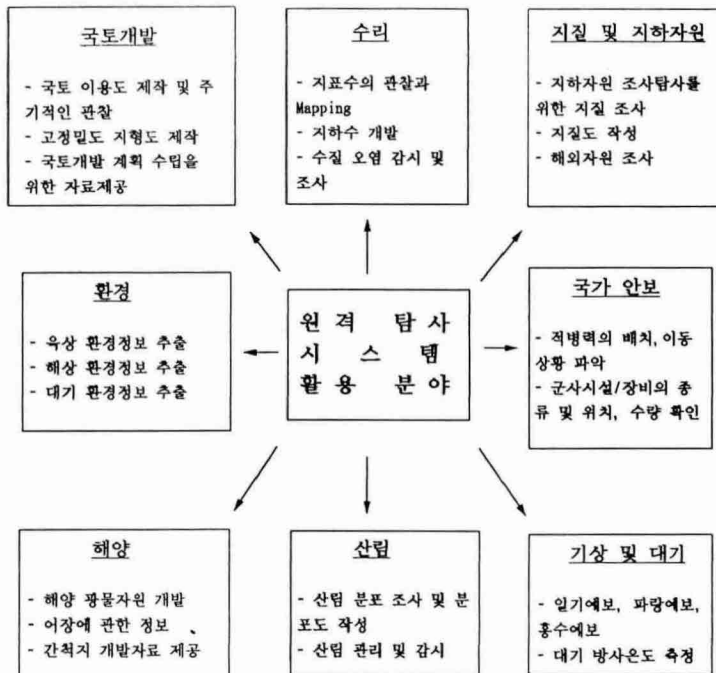 국토개발
- 국토 이용도 제작 및 주
기적인 관찰
- 고정밀도 지형도 제작
- 국토개발 계획 수립을
위한 자료제공
수리
- 지표수의 관찰과
Mapping
- 지하수 개발
- 수질 오염 감시 및
조사
지질 및 지하자원
- 지하자원 조사탐사를
위한 지질 조사
- 지질도 작성
- 해외자원 조사
환경
- 육상 환경정보 추출
- 해상 환경정보 추출
- 대기 환경정보 추출
원격 탐사
시스템
활용 분야
국가 안보
- 적병력의 배치, 이동
상황 파악
- 군사시설/장비의 종
류 및 위치, 수량 확인
해양
- 해양 광물자원 개발
- 어장에 관한 정보
- 간척지 개발자료 제공
산림
- 산림 분포 조사 및 분
포도 작성
- 산림 관리 및 감시
기상 및 대기
- 일기예보, 파랑예보,
홍수예보
- 대기 방사온도 측정